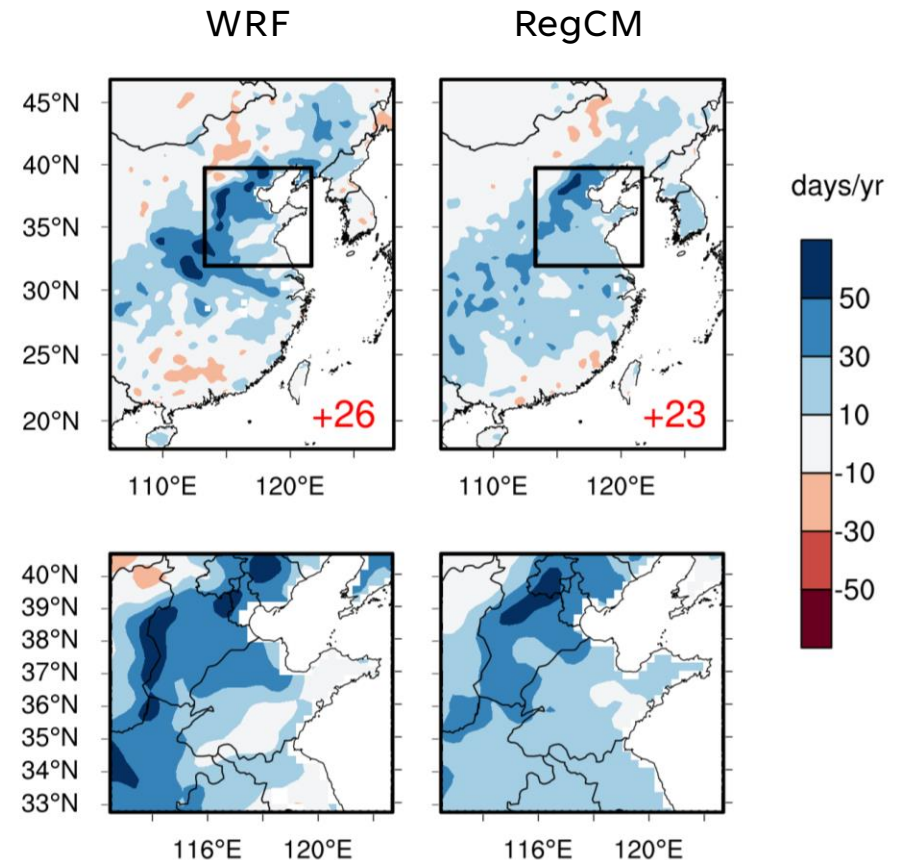 WRF
RegCM
45°N
40°N
35°N
30°N
25°N
20°N
+26
+23
110°E
120°E
110°E
120°E
days/yr
50
30
10
-10
-30
-50
40°N
39°N
38°N
37°N
36°N
35°N
34°N
33°N
116°E
120°E
116°E
120°E